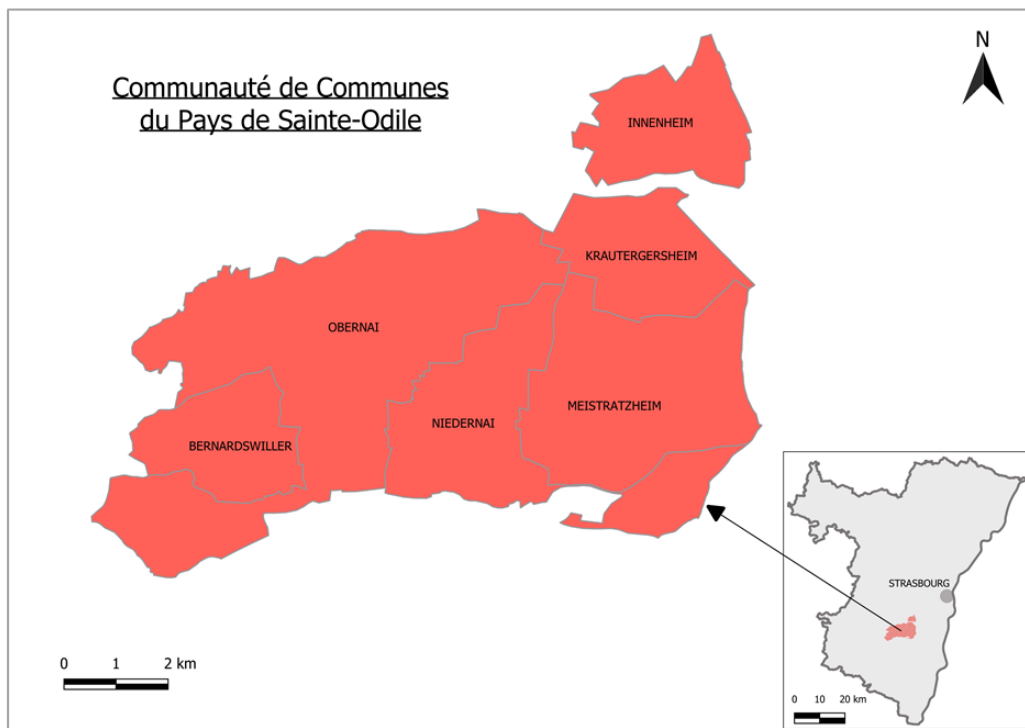 Communauté de Communes
du Pays de Sainte-Odile
N
INNENHEIM
KRAUTERGERSHEIM
OBERNAI
MEISTRATZHEIM
NIEDERNAI
BERNARDSWILLER
STRASBOURG
0 1 2 km
0 10 20 km